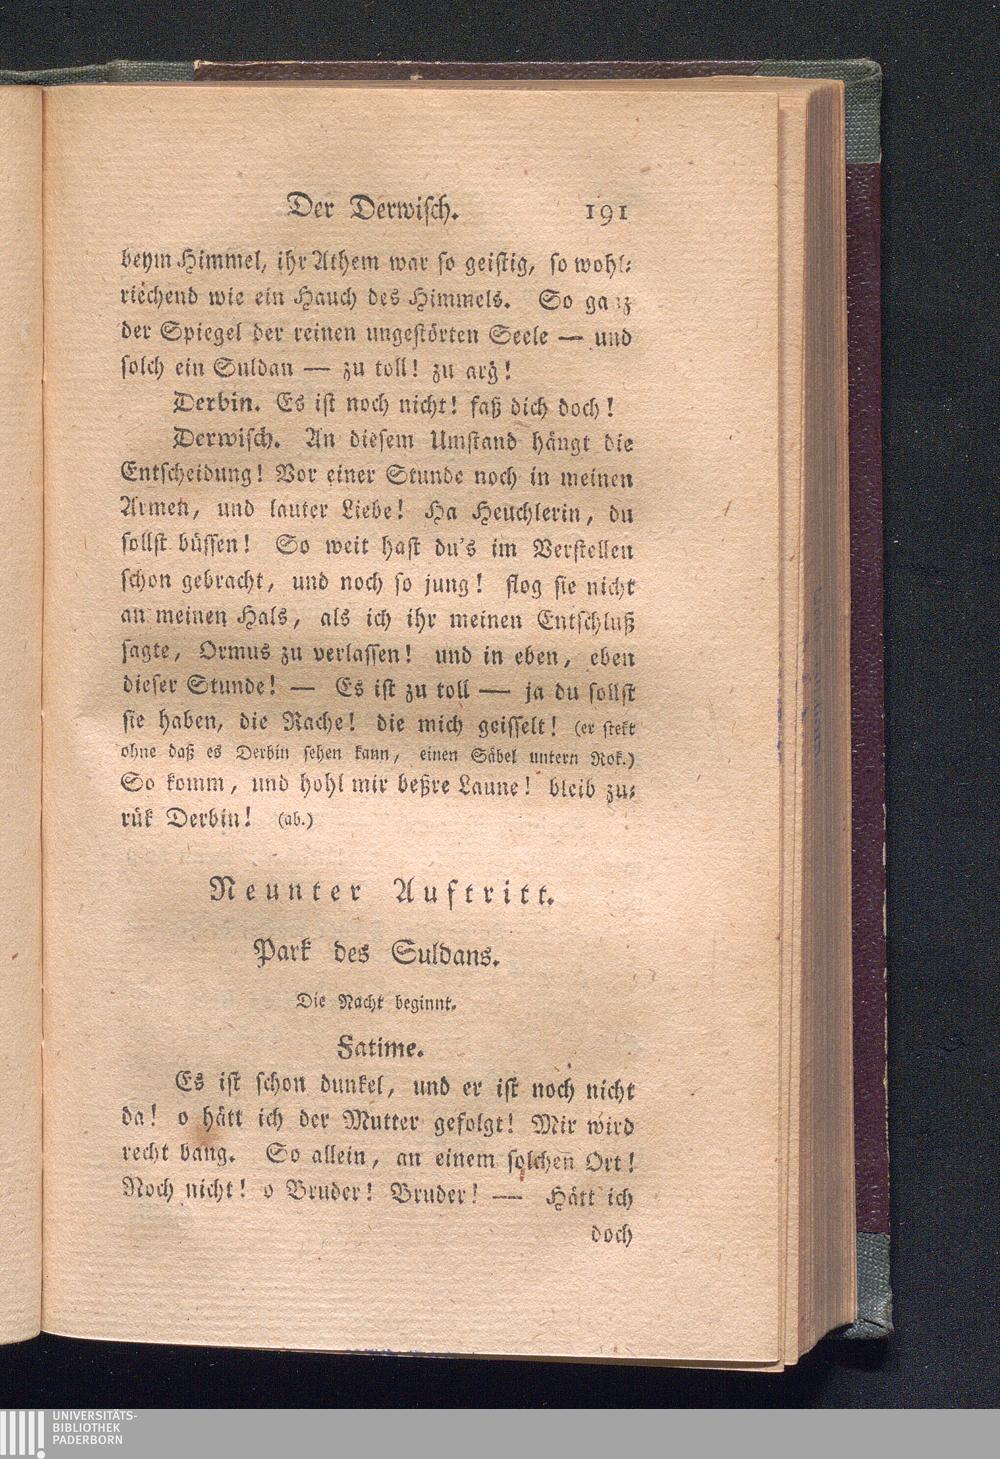 Der Derwisch. 191
beym Himmel, ihr Athem war so geistig, so wohl-
riechend wie ein Hauch des Himmels. So ganz
der Spiegel der reinen ungestörten Seele — und
solch ein Suldan — zu toll! zu arg!
Derbin. Es ist noch nicht! faß dich doch!
Derwisch. An diesem Umstand hängt die
Entscheidung! Vor einer Stunde noch in meinen
Armen, und lauter Liebe! Ha Heuchlerin, du
sollst büssen! So weit hast du's im Verstellen
schon gebracht, und noch so jung! flog sie nicht
an meinen Hals, als ich ihr meinen Entschluß
sagte, Ormus zu verlassen! und in eben, eben
dieser Stunde! — Es ist zu toll — ja du sollst
sie haben, die Rache! die mich geisselt! (er stekt
ohne daß es Derbin sehen kann, einen Säbel untern Rok.)
So komm, und hohl mir beßre Laune! bleib zu-
rük Derbin! (ab.)
Neunter Auftritt.
Park des Suldans.
Die Nacht beginnt.
Fatime.
Es ist schon dunkel, und er ist noch nicht
da! o hätt ich der Mutter gefolgt! Mir wird
recht bang. So allein, an einem solchen Ort!
Noch nicht! o Bruder! Bruder! — Hätt ich
doch
UNIVERSITÄTS-
BIBLIOTHEK
PADERBORN